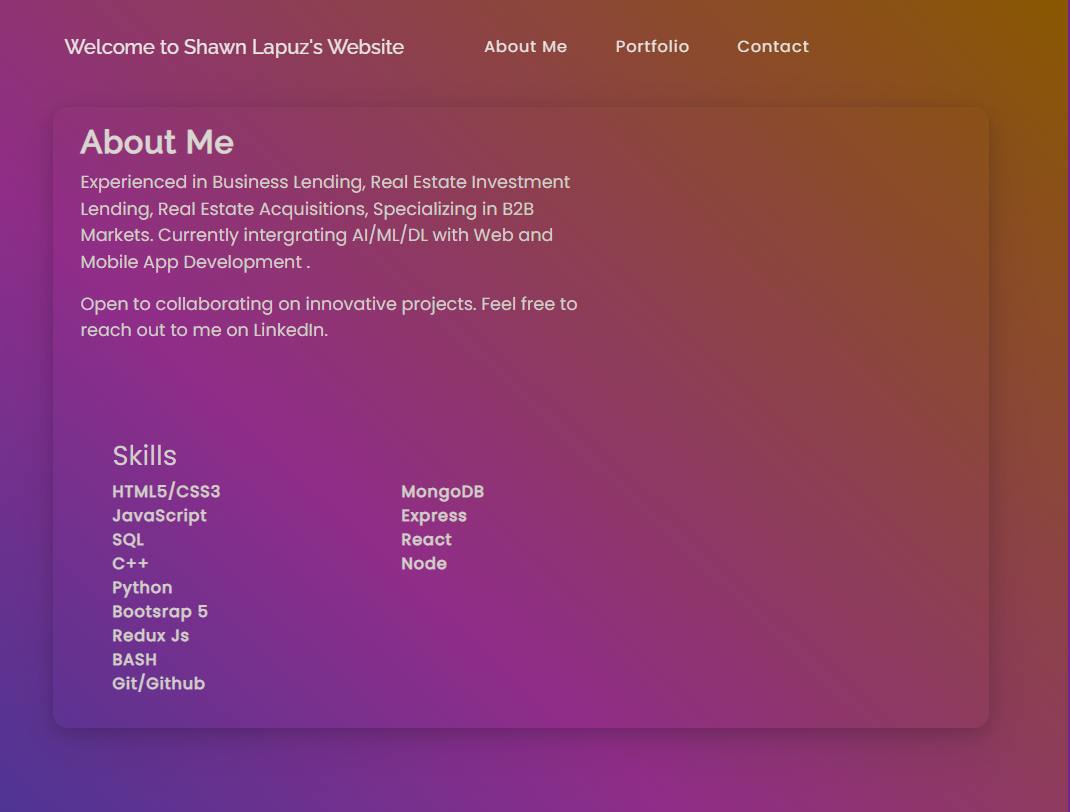 Welcome to Shawn Lapuz's Website
About Me
Portfolio
Contact
About Me
Experienced in Business Lending, Real Estate Investment
Lending, Real Estate Acquisitions, Specializing in B2B
Markets. Currently intergrating AI/ML/DL with Web and
Mobile App Development .
Open to collaborating on innovative projects. Feel free to
reach out to me on LinkedIn.
Skills
HTML5/CSS3
JavaScript
SQL
C++
Python
Bootsrap 5
Redux Js
BASH
Git/Github
MongoDB
Express
React
Node